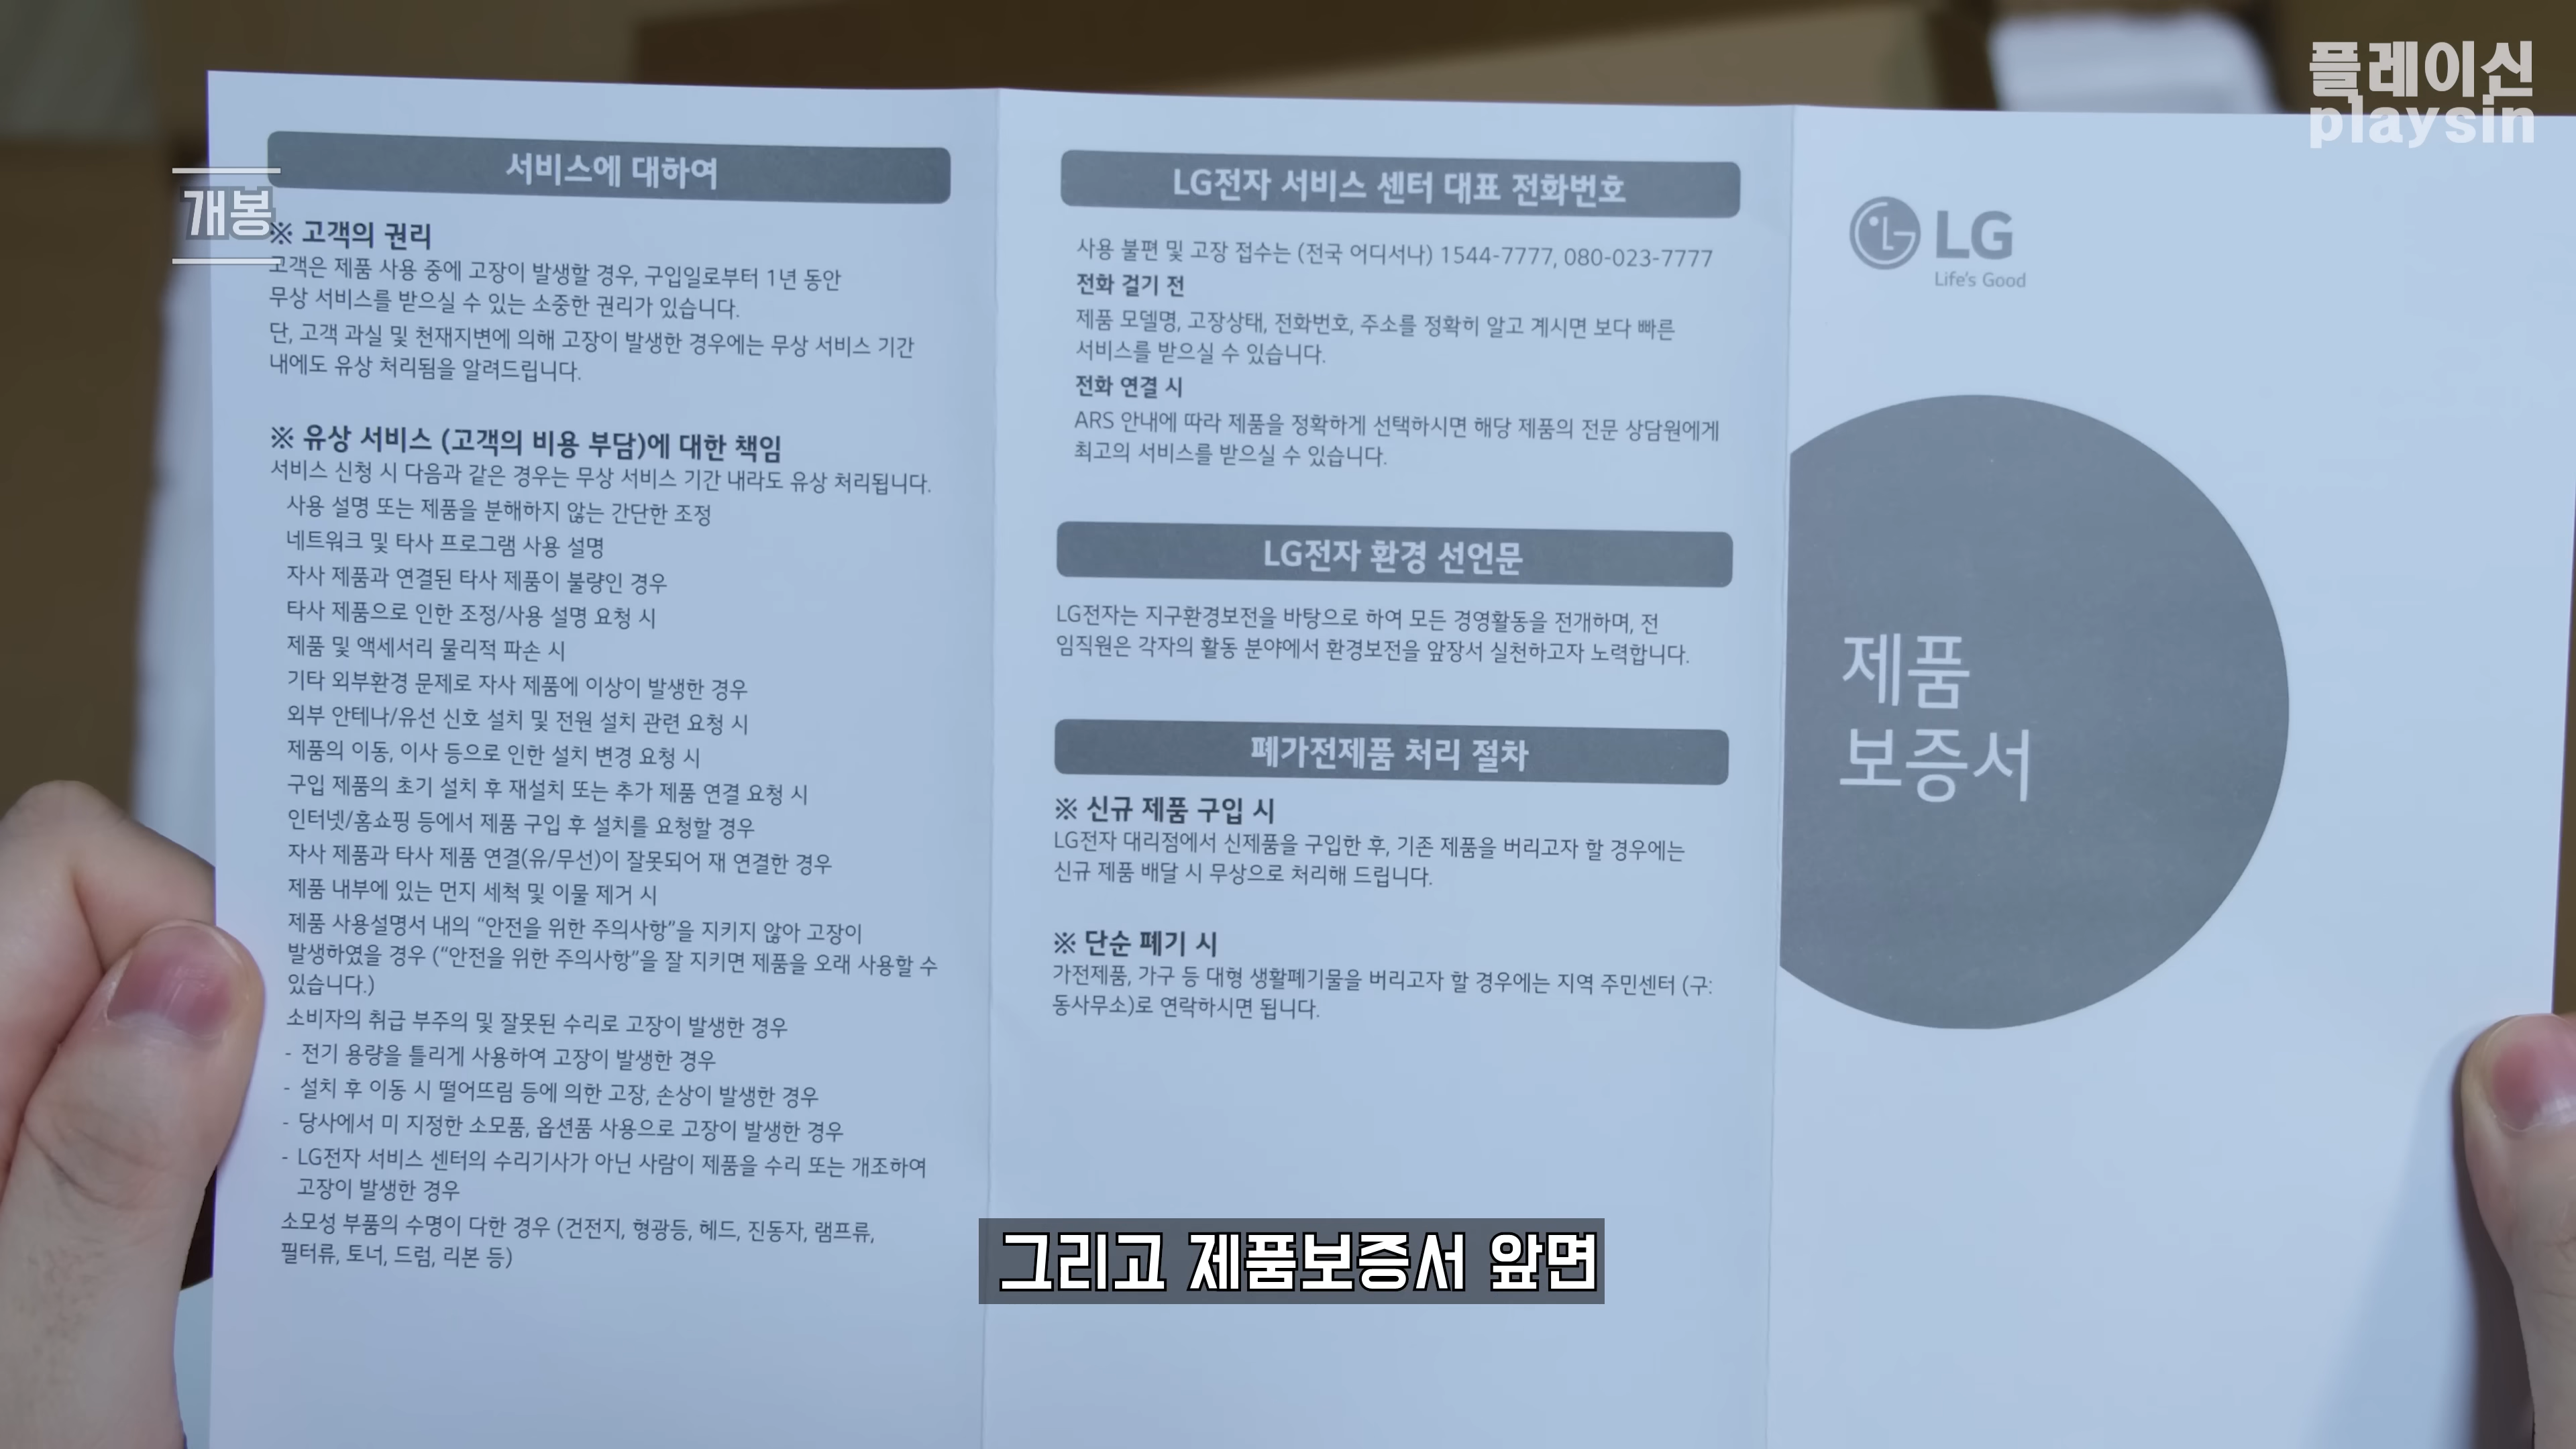 플레이신
playsin
개봉
서비스에 대하여
※ 고객의 권리
고객은 제품 사용 중에 고장이 발생할 경우, 구입일로부터 1년 동안
무상 서비스를 받으실 수 있는 소중한 권리가 있습니다.
단, 고객 과실 및 천재지변에 의해 고장이 발생한 경우에는 무상 서비스 기간
내에도 유상 처리됨을 알려드립니다.
※ 유상 서비스 (고객의 비용 부담)에 대한 책임
서비스 신청 시 다음과 같은 경우는 무상 서비스 기간 내라도 유상 처리됩니다.
사용 설명 또는 제품을 분해하지 않는 간단한 조정
네트워크 및 타사 프로그램 사용 설명
자사 제품과 연결된 타사 제품이 불량인 경우
타사 제품으로 인한 조정/사용 설명 요청 시
제품 및 액세서리 물리적 파손 시
기타 외부환경 문제로 자사 제품에 이상이 발생한 경우
외부 안테나/유선 신호 설치 및 전원 설치 관련 요청 시
제품의 이동, 이사 등으로 인한 설치 변경 요청 시
구입 제품의 초기 설치 후 재설치 또는 추가 제품 연결 요청 시
인터넷/홈쇼핑 등에서 제품 구입 후 설치를 요청할 경우
자사 제품과 타사 제품 연결(유/무선)이 잘못되어 재 연결한 경우
제품 내부에 있는 먼지 세척 및 이물 제거 시
제품 사용설명서 내의 “안전을 위한 주의사항”을 지키지 않아 고장이
발생하였을 경우 (“안전을 위한 주의사항”을 잘 지키면 제품을 오래 사용할 수
있습니다.)
소비자의 취급 부주의 및 잘못된 수리로 고장이 발생한 경우
- 전기 용량을 틀리게 사용하여 고장이 발생한 경우
- 설치 후 이동 시 떨어뜨림 등에 의한 고장, 손상이 발생한 경우
- 당사에서 미 지정한 소모품, 옵션품 사용으로 고장이 발생한 경우
- LG전자 서비스 센터의 수리기사가 아닌 사람이 제품을 수리 또는 개조하여
고장이 발생한 경우
소모성 부품의 수명이 다한 경우 (건전지, 형광등, 헤드, 진동자, 램프류,
필터류, 토너, 드럼, 리본 등)
LG전자 서비스 센터 대표 전화번호
사용 불편 및 고장 접수는 (전국 어디서나) 1544-7777, 080-023-7777
전화 걸기 전
제품 모델명, 고장상태, 전화번호, 주소를 정확히 알고 계시면 보다 빠른
서비스를 받으실 수 있습니다.
전화 연결 시
ARS 안내에 따라 제품을 정확하게 선택하시면 해당 제품의 전문 상담원에게
최고의 서비스를 받으실 수 있습니다.
LG전자 환경 선언문
LG전자는 지구환경보전을 바탕으로 하여 모든 경영활동을 전개하며, 전
임직원은 각자의 활동 분야에서 환경보전을 앞장서 실천하고자 노력합니다.
폐가전제품 처리 절차
※ 신규 제품 구입 시
LG전자 대리점에서 신제품을 구입한 후, 기존 제품을 버리고자 할 경우에는
신규 제품 배달 시 무상으로 처리해 드립니다.
※ 단순 폐기 시
가전제품, 가구 등 대형 생활폐기물을 버리고자 할 경우에는 지역 주민센터 (구:
동사무소)로 연락하시면 됩니다.
LG
Life's Good
제품
보증서
그리고 제품보증서 앞면